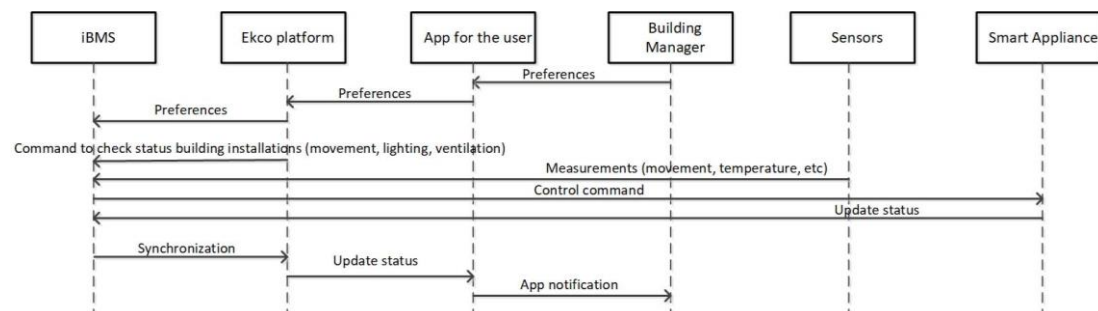 iBMS
Ekco platform
App for the user
Building
Manager
Sensors
Smart Appliance
Preferences
Preferences
Preferences
Command to check status building installations (movement, lighting, ventilation)
Measurements (movement, temperature, etc)
Control command
Update status
Synchronization
Update status
App notification